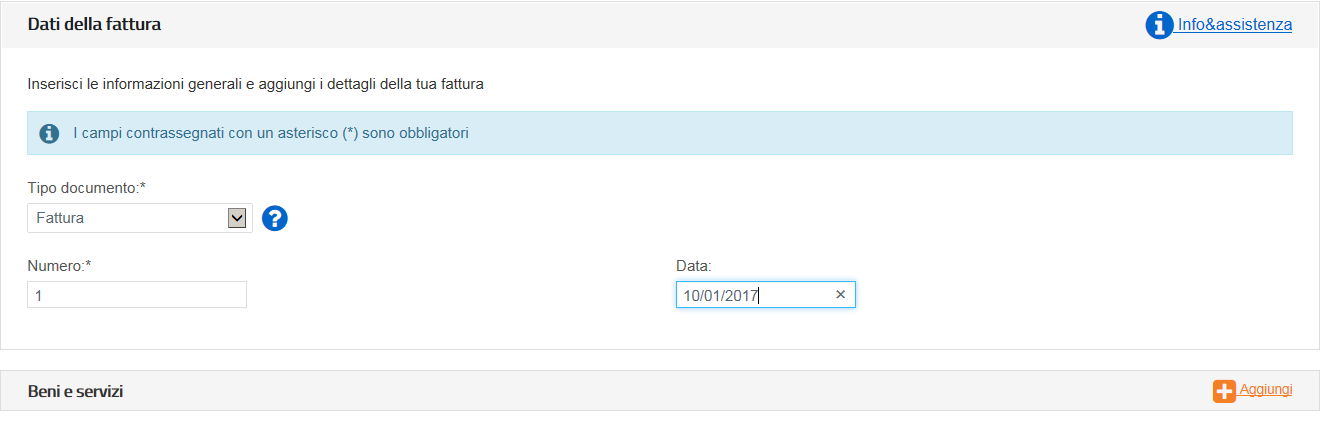 Dati della fattura
Info&assistenza
Inserisci le informazioni generali e aggiungi i dettagli della tua fattura
I campi contrassegnati con un asterisco (*) sono obbligatori
Tipo documento:*
Fattura
Numero:*
Data:
1
10/01/2017
Beni e servizi
Aggiungi